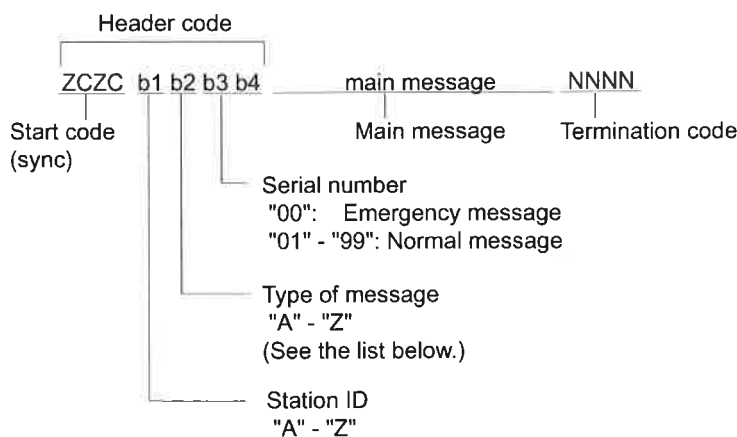 Header code
ZCZC b1 b2 b3 b4 main message NNNN
Start code Main message Termination code
(sync)
Serial number
"00": Emergency message
"01" - "99": Normal message
Type of message
"A" - "Z"
(See the list below.)
Station ID
"A" - "Z"